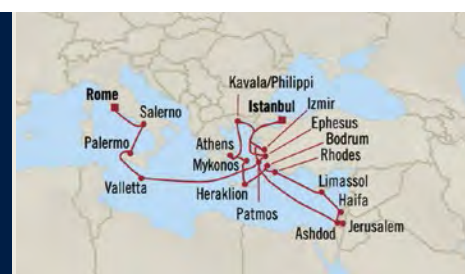 Kavala/Philippi
Rome
Istanbul
Izmir
Salerno
Ephesus
Bodrum
Athens
Rhodes
Palermo
Mykonos
Limassol
Valletta
Heraklion
Haifa
Patmos
Ashdod
Jerusalem